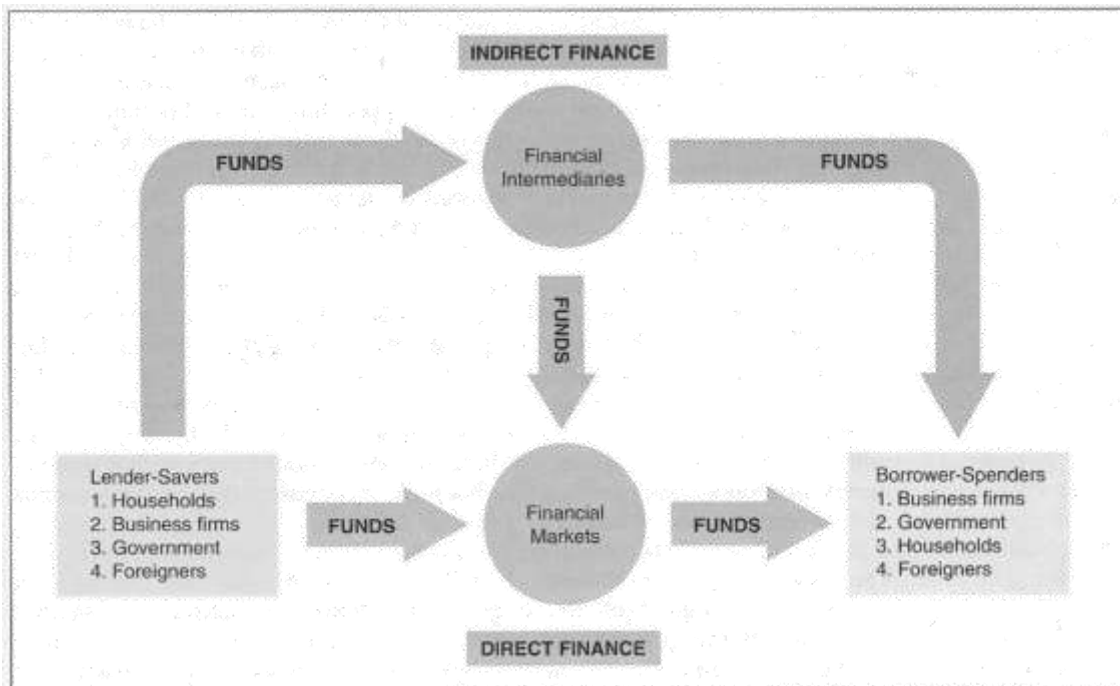 INDIRECT FINANCE
FUNDS
Financial
Intermediaries
FUNDS
FUNDS
Lender-Savers
1. Households
2. Business firms
3. Government
4. Foreigners
FUNDS
Financial
Markets
FUNDS
Borrower-Spenders
1. Business firms
2. Government
3. Households
4. Foreigners
DIRECT FINANCE